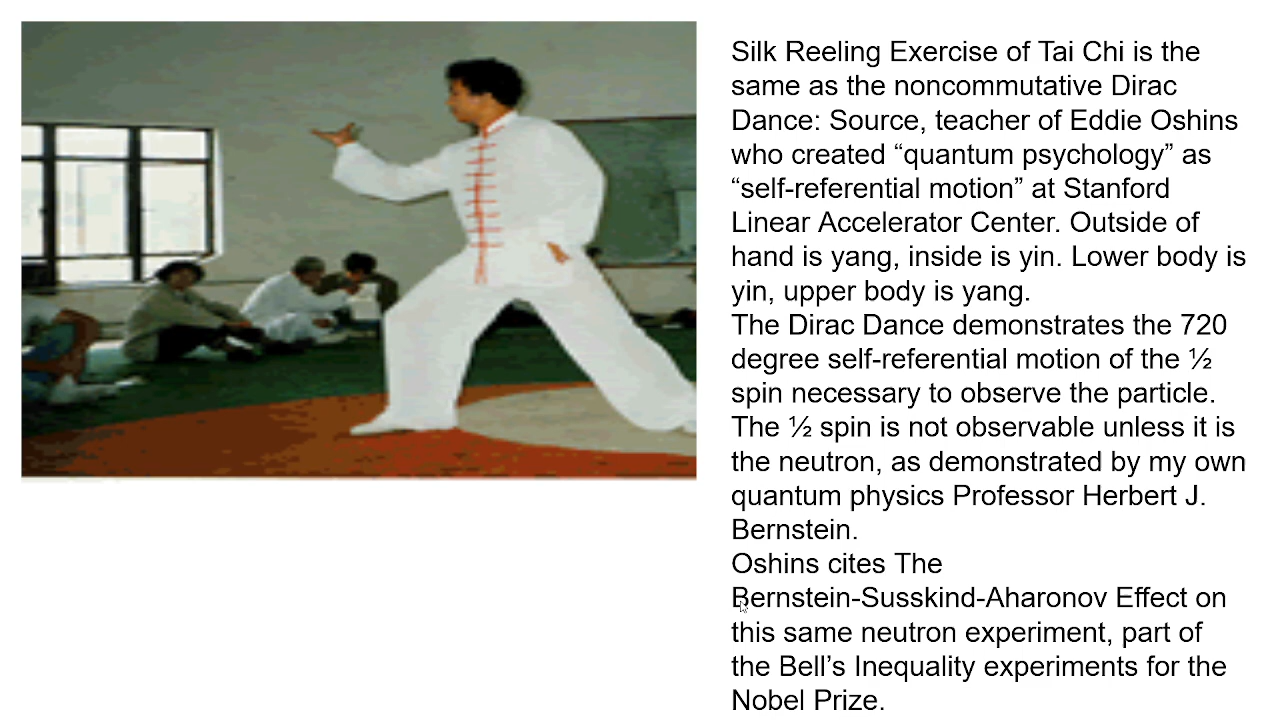 Silk Reeling Exercise of Tai Chi is the
same as the noncommutative Dirac
Dance: Source, teacher of Eddie Oshins
who created “quantum psychology” as
“self-referential motion” at Stanford
Linear Accelerator Center. Outside of
hand is yang, inside is yin. Lower body is
yin, upper body is yang.
The Dirac Dance demonstrates the 720
degree self-referential motion of the ½
spin necessary to observe the particle.
The ½ spin is not observable unless it is
the neutron, as demonstrated by my own
quantum physics Professor Herbert J.
Bernstein.
Oshins cites The
Bernstein-Susskind-Aharonov Effect on
this same neutron experiment, part of
the Bell’s Inequality experiments for the
Nobel Prize.